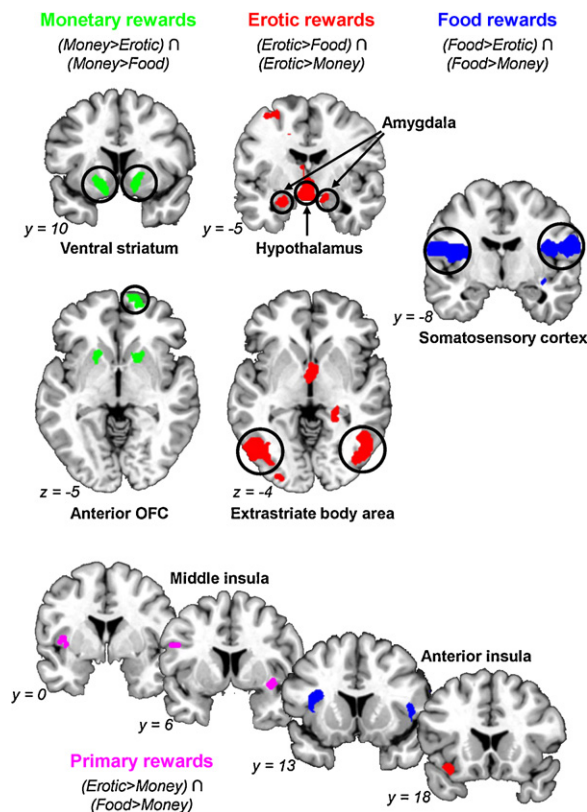 Monetary rewards
(Money>Erotic) ∩
(Money>Food)
Erotic rewards
(Erotic>Food) ∩
(Erotic>Money)
Food rewards
(Food>Erotic) ∩
(Food>Money)
Amygdala
y = 10
Ventral striatum
y = -5
Hypothalamus
y = -8
Somatosensory cortex
z = -5
Anterior OFC
z = -4
Extrastriate body area
Middle insula
Anterior insula
y = 0
y = 6
y = 13
y = 18
Primary rewards
(Erotic>Money) ∩
(Food>Money)